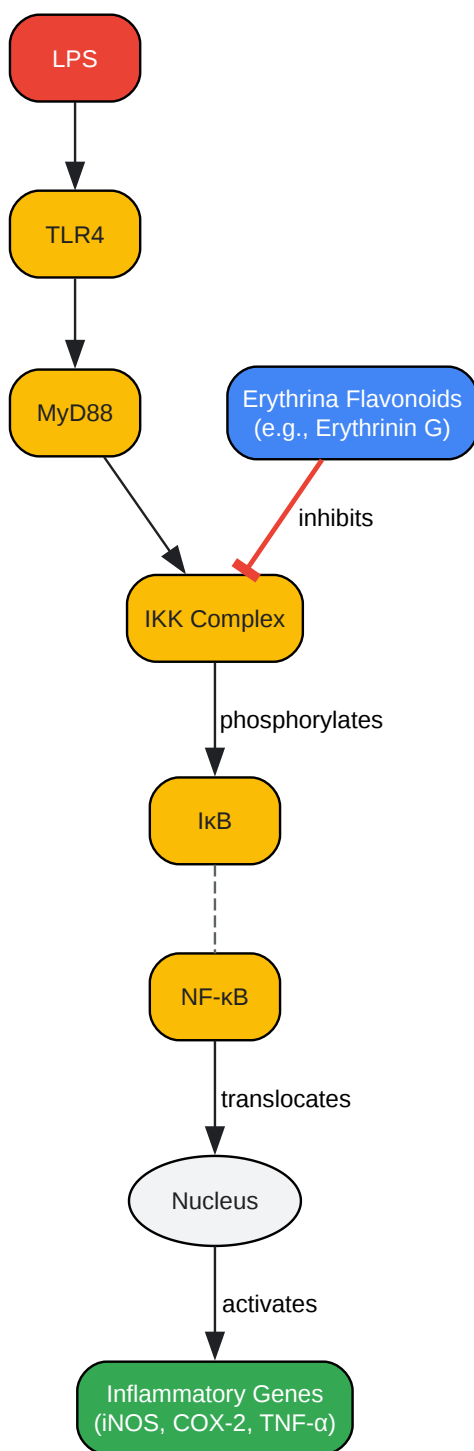 LPS
TLR4
MyD88
Erythrina Flavonoids
(e.g., Erythrinin G)
inhibits
IKK Complex
phosphorylates
IκB
NF-κB
translocates
Nucleus
activates
Inflammatory Genes
(iNOS, COX-2, TNF-α)